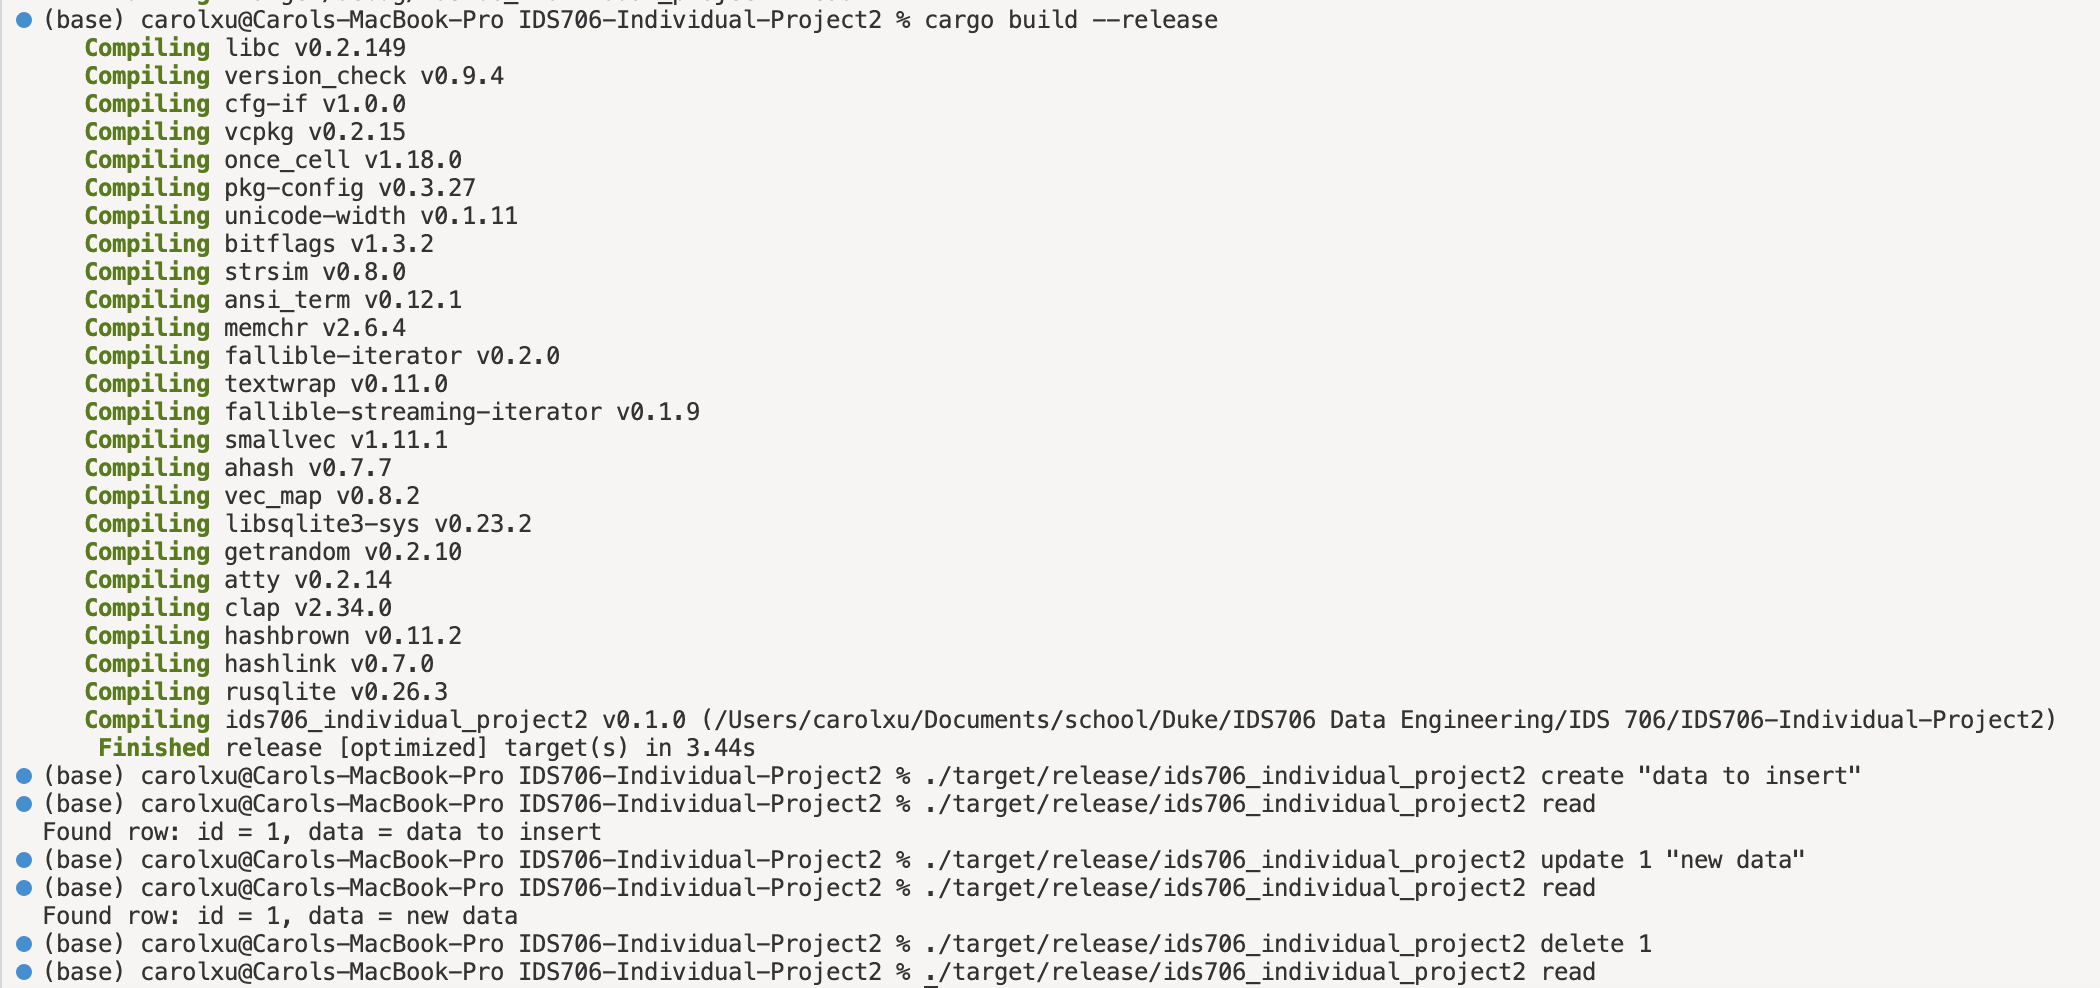 (base) carolxu@Carols-MacBook-Pro IDS706-Individual-Project2 % cargo build --release
Compiling libc v0.2.149
Compiling version_check v0.9.4
Compiling cfg-if v1.0.0
Compiling vcpkg v0.2.15
Compiling once_cell v1.18.0
Compiling pkg-config v0.3.27
Compiling unicode-width v0.1.11
Compiling bitflags v1.3.2
Compiling strsim v0.8.0
Compiling ansi_term v0.12.1
Compiling memchr v2.6.4
Compiling fallible-iterator v0.2.0
Compiling textwrap v0.11.0
Compiling fallible-streaming-iterator v0.1.9
Compiling smallvec v1.11.1
Compiling ahash v0.7.7
Compiling vec_map v0.8.2
Compiling libsqlite3-sys v0.23.2
Compiling getrandom v0.2.10
Compiling atty v0.2.14
Compiling clap v2.34.0
Compiling hashbrown v0.11.2
Compiling hashlink v0.7.0
Compiling rusqlite v0.26.3
Compiling ids706_individual_project2 v0.1.0 (/Users/carolxu/Documents/school/Duke/IDS706 Data Engineering/IDS 706/IDS706-Individual-Project2)
Finished release [optimized] target(s) in 3.44s
(base) carolxu@Carols-MacBook-Pro IDS706-Individual-Project2 % ./target/release/ids706_individual_project2 create "data to insert"
(base) carolxu@Carols-MacBook-Pro IDS706-Individual-Project2 % ./target/release/ids706_individual_project2 read
Found row: id = 1, data = data to insert
(base) carolxu@Carols-MacBook-Pro IDS706-Individual-Project2 % ./target/release/ids706_individual_project2 update 1 "new data"
(base) carolxu@Carols-MacBook-Pro IDS706-Individual-Project2 % ./target/release/ids706_individual_project2 read
Found row: id = 1, data = new data
(base) carolxu@Carols-MacBook-Pro IDS706-Individual-Project2 % ./target/release/ids706_individual_project2 delete 1
(base) carolxu@Carols-MacBook-Pro IDS706-Individual-Project2 % ./target/release/ids706_individual_project2 read